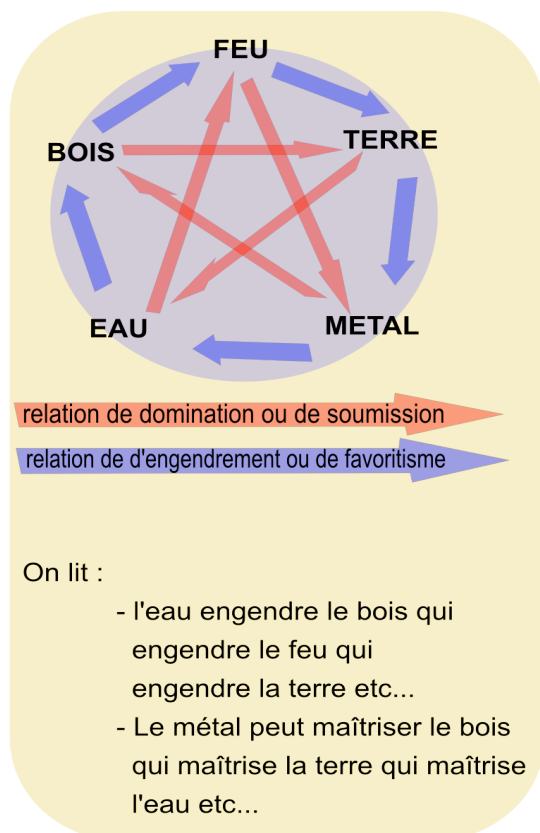 FEU
BOIS
TERRE
EAU
METAL
relation de domination ou de soumission
relation de d'engendrement ou de favoritisme
On lit :
- l'eau engendre le bois qui
engendre le feu qui
engendre la terre etc...
- Le métal peut maîtriser le bois
qui maîtrise la terre qui maîtrise
l'eau etc...